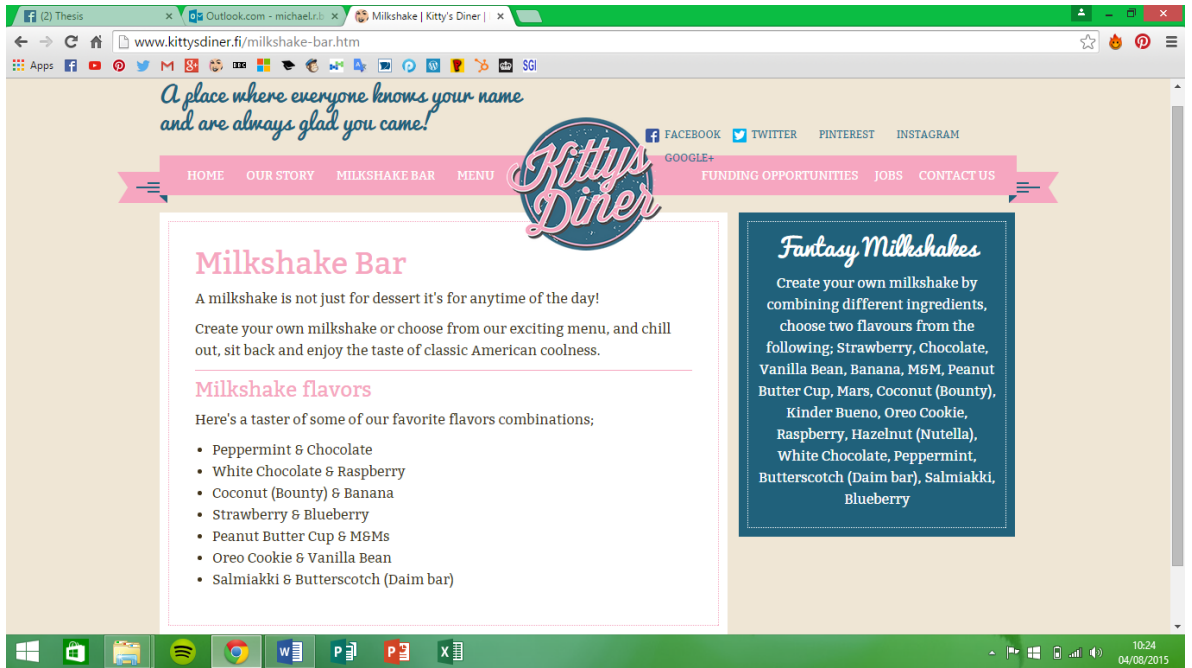 (2) Thesis
Outlook.com - michael.r.b
Milkshake | Kitty's Diner |
www.kittysdiner.fi/milkshake-bar.htm
Apps
SGI
A place where everyone knows your name
and are always glad you came!
FACEBOOK TWITTER PINTEREST INSTAGRAM
GOOGLE+
HOME OUR STORY MILKSHAKE BAR MENU
Kittys
Diner
FUNDING OPPORTUNITIES JOBS CONTACT US
Milkshake Bar
A milkshake is not just for dessert it's for anytime of the day!
Create your own milkshake or choose from our exciting menu, and chill
out, sit back and enjoy the taste of classic American coolness.
Milkshake flavors
Here's a taster of some of our favorite flavors combinations;
• Peppermint & Chocolate
• White Chocolate & Raspberry
• Coconut (Bounty) & Banana
• Strawberry & Blueberry
• Peanut Butter Cup & M&Ms
• Oreo Cookie & Vanilla Bean
• Salmiakki & Butterscotch (Daim bar)
Fantasy Milkshakes
Create your own milkshake by
combining different ingredients,
choose two flavours from the
following; Strawberry, Chocolate,
Vanilla Bean, Banana, M&M, Peanut
Butter Cup, Mars, Coconut (Bounty),
Kinder Bueno, Oreo Cookie,
Raspberry, Hazelnut (Nutella),
White Chocolate, Peppermint,
Butterscotch (Daim bar), Salmiakki,
Blueberry
10:24
04/08/2015